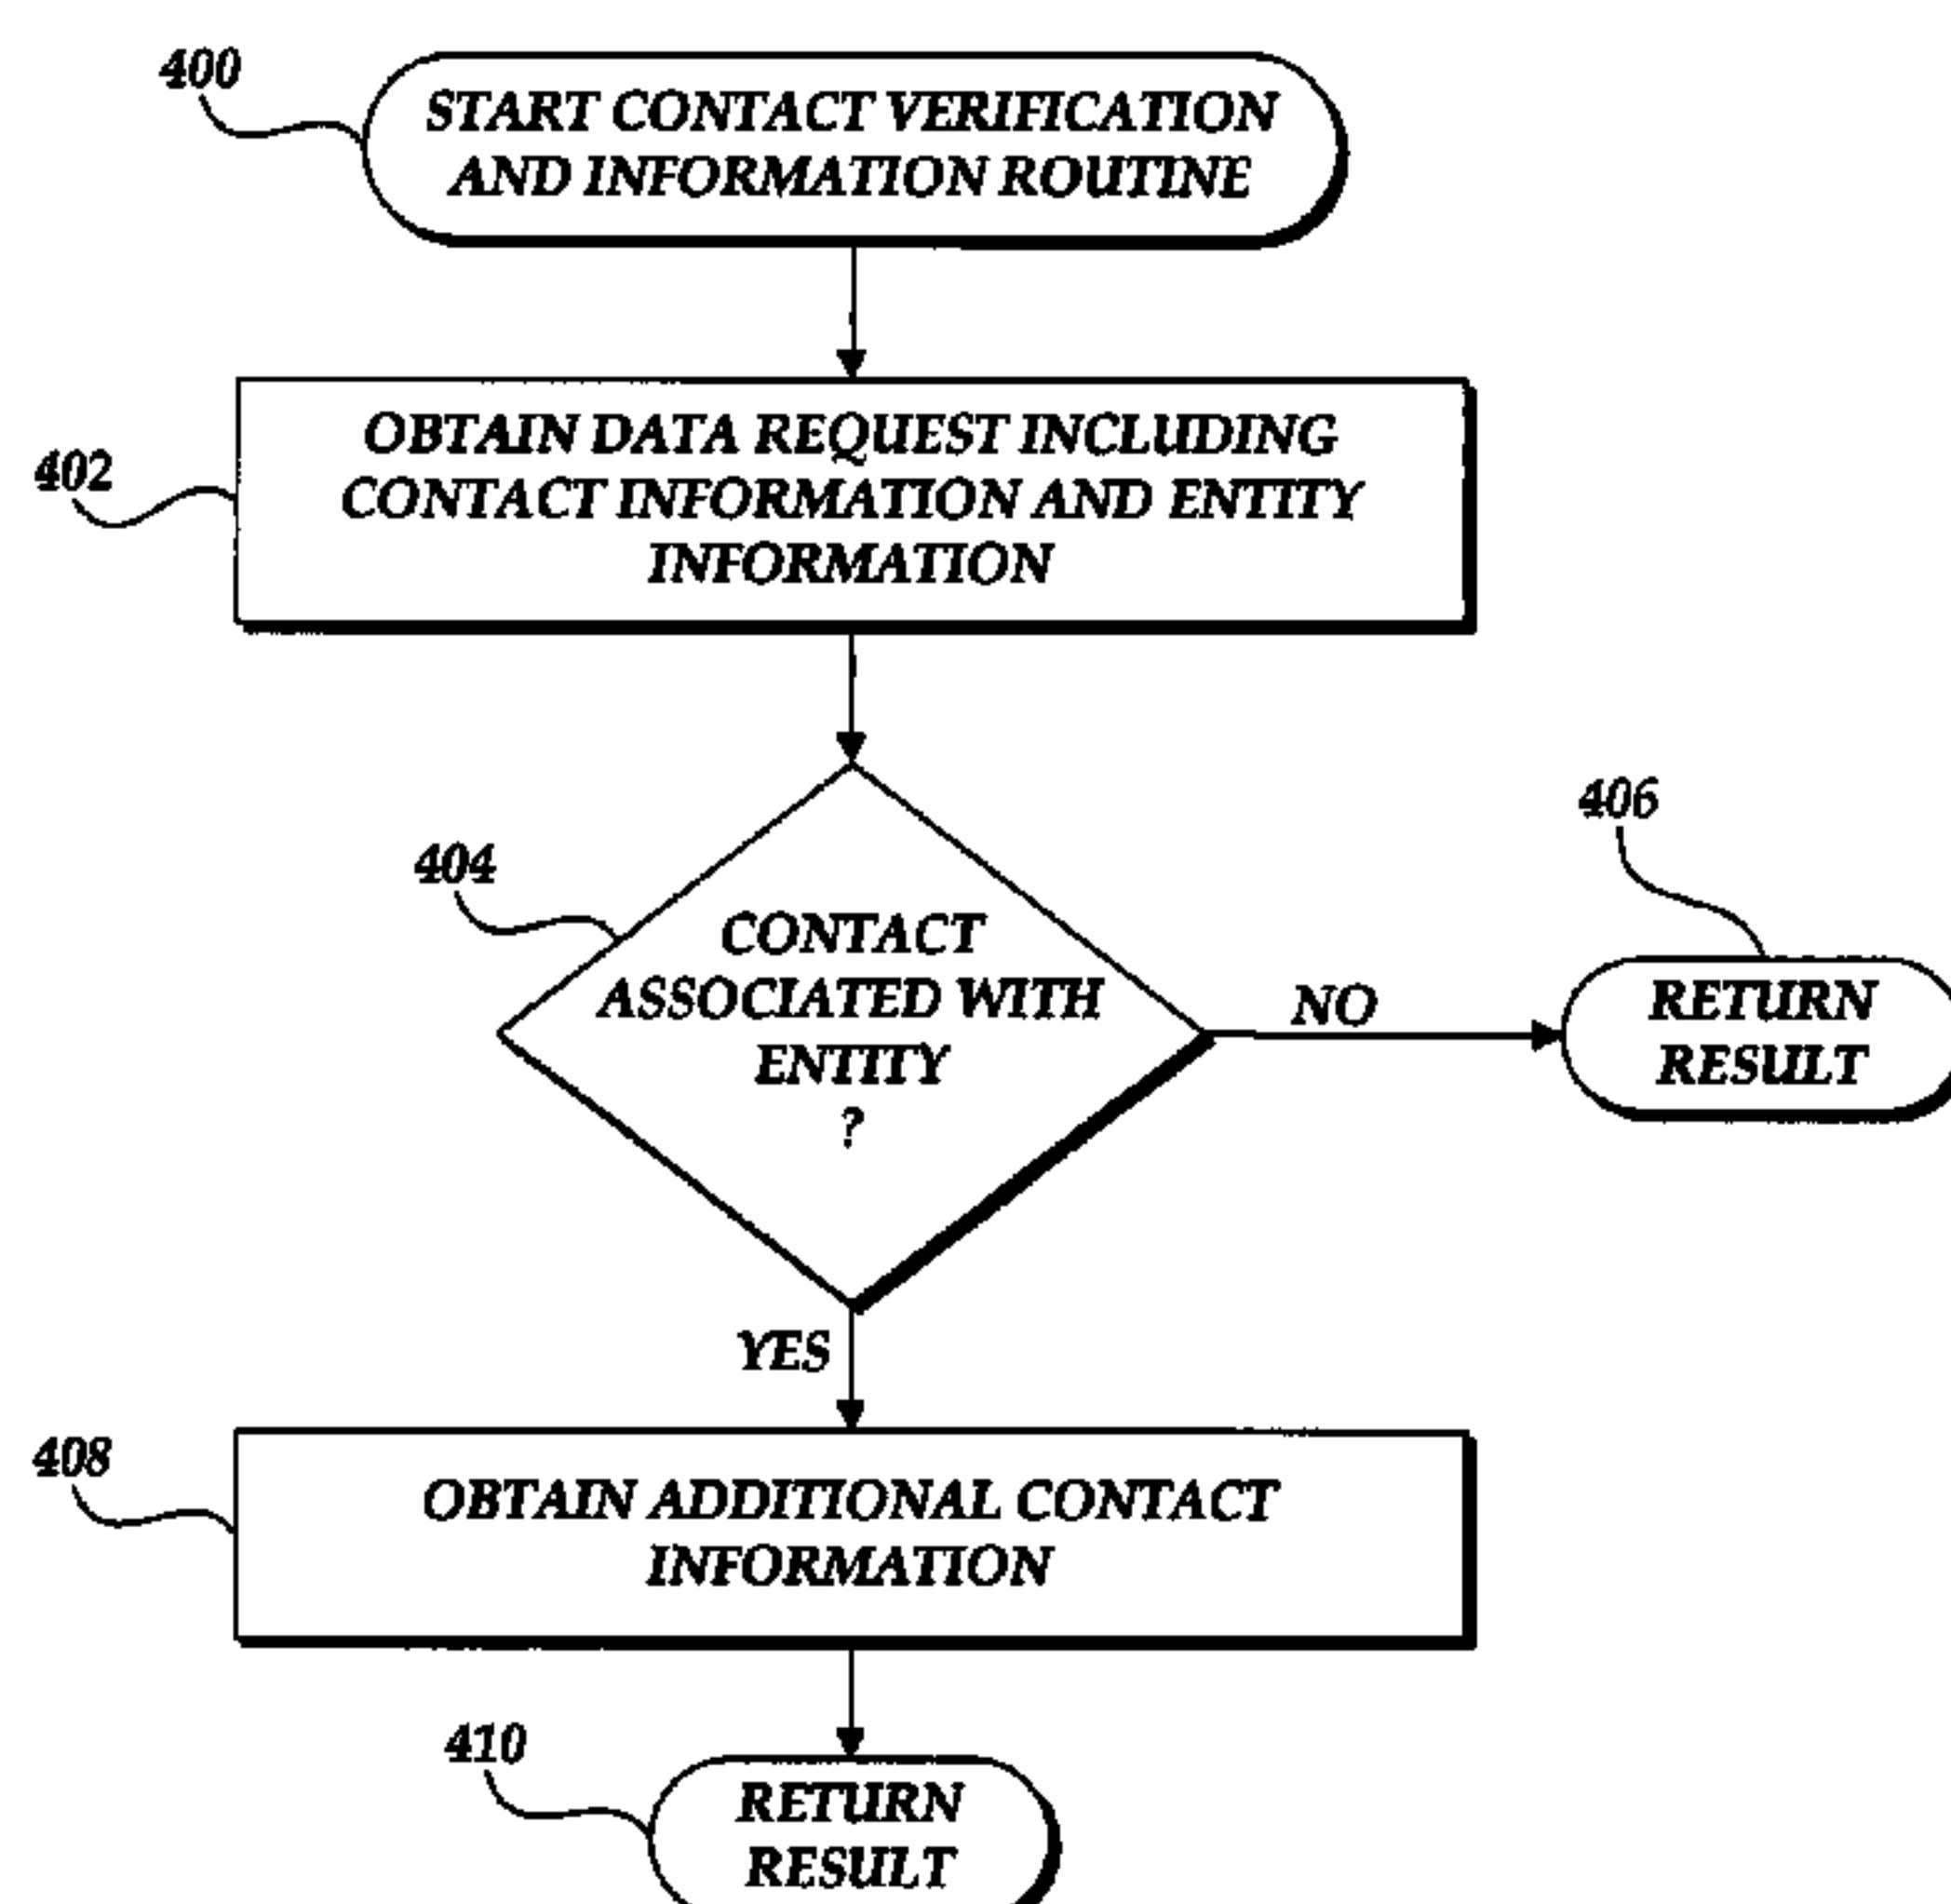 400
START CONTACT VERIFICATION
AND INFORMATION ROUTINE
402
OBTAIN DATA REQUEST INCLUDING
CONTACT INFORMATION AND ENTITY
INFORMATION
404
CONTACT
ASSOCIATED WITH
ENTITY
?
NO
406
RETURN
RESULT
YES
408
OBTAIN ADDITIONAL CONTACT
INFORMATION
410
RETURN
RESULT